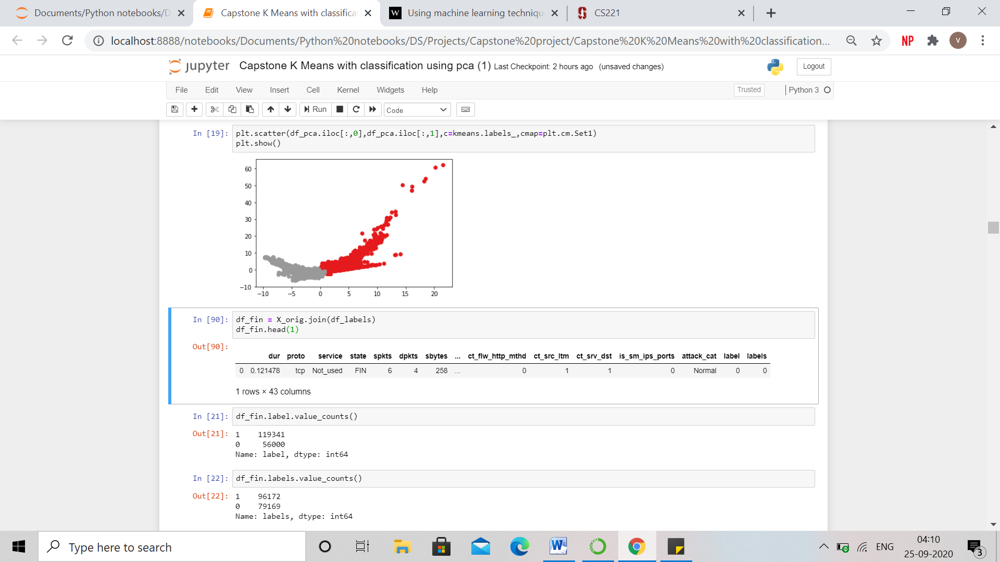 Documents/Python notebooks/D
Capstone K Means with classifica
W Using machine learning techniqu
CS221
localhost:8888/notebooks/Documents/Python%20notebooks/DS/Projects/Capstone%20project/Capstone%20K%20Means%20with%20classification...
NP
V
jupyter Capstone K Means with classification using pca (1) Last Checkpoint: 2 hours ago (unsaved changes)
Logout
File Edit View Insert Cell Kernel Widgets Help
Trusted Python 3
Run Code
In [19]: plt.scatter(df_pca.iloc[:,0],df_pca.iloc[:,1],c=kmeans.labels_,cmap=plt.cm.Set1)
plt.show()
60
50
40
30
20
10
0
−10
−10 −5 0 5 10 15 20
In [90]: df_fin = X_orig.join(df_labels)
df_fin.head(1)
Out[90]:
dur proto service state spkts dpkts sbytes ... ct_flw_http_mthd ct_src_ltm ct_srv_dst is_sm_ips_ports attack_cat label labels
0 0.121478 tcp Not_used FIN 6 4 258 ... 0 1 1 0 Normal 0 0
1 rows × 43 columns
In [21]: df_fin.label.value_counts()
Out[21]: 1 119341
0 56000
Name: label, dtype: int64
In [22]: df_fin.labels.value_counts()
Out[22]: 1 96172
0 79169
Name: labels, dtype: int64
Type here to search
W
ENG
04:10
25-09-2020
3